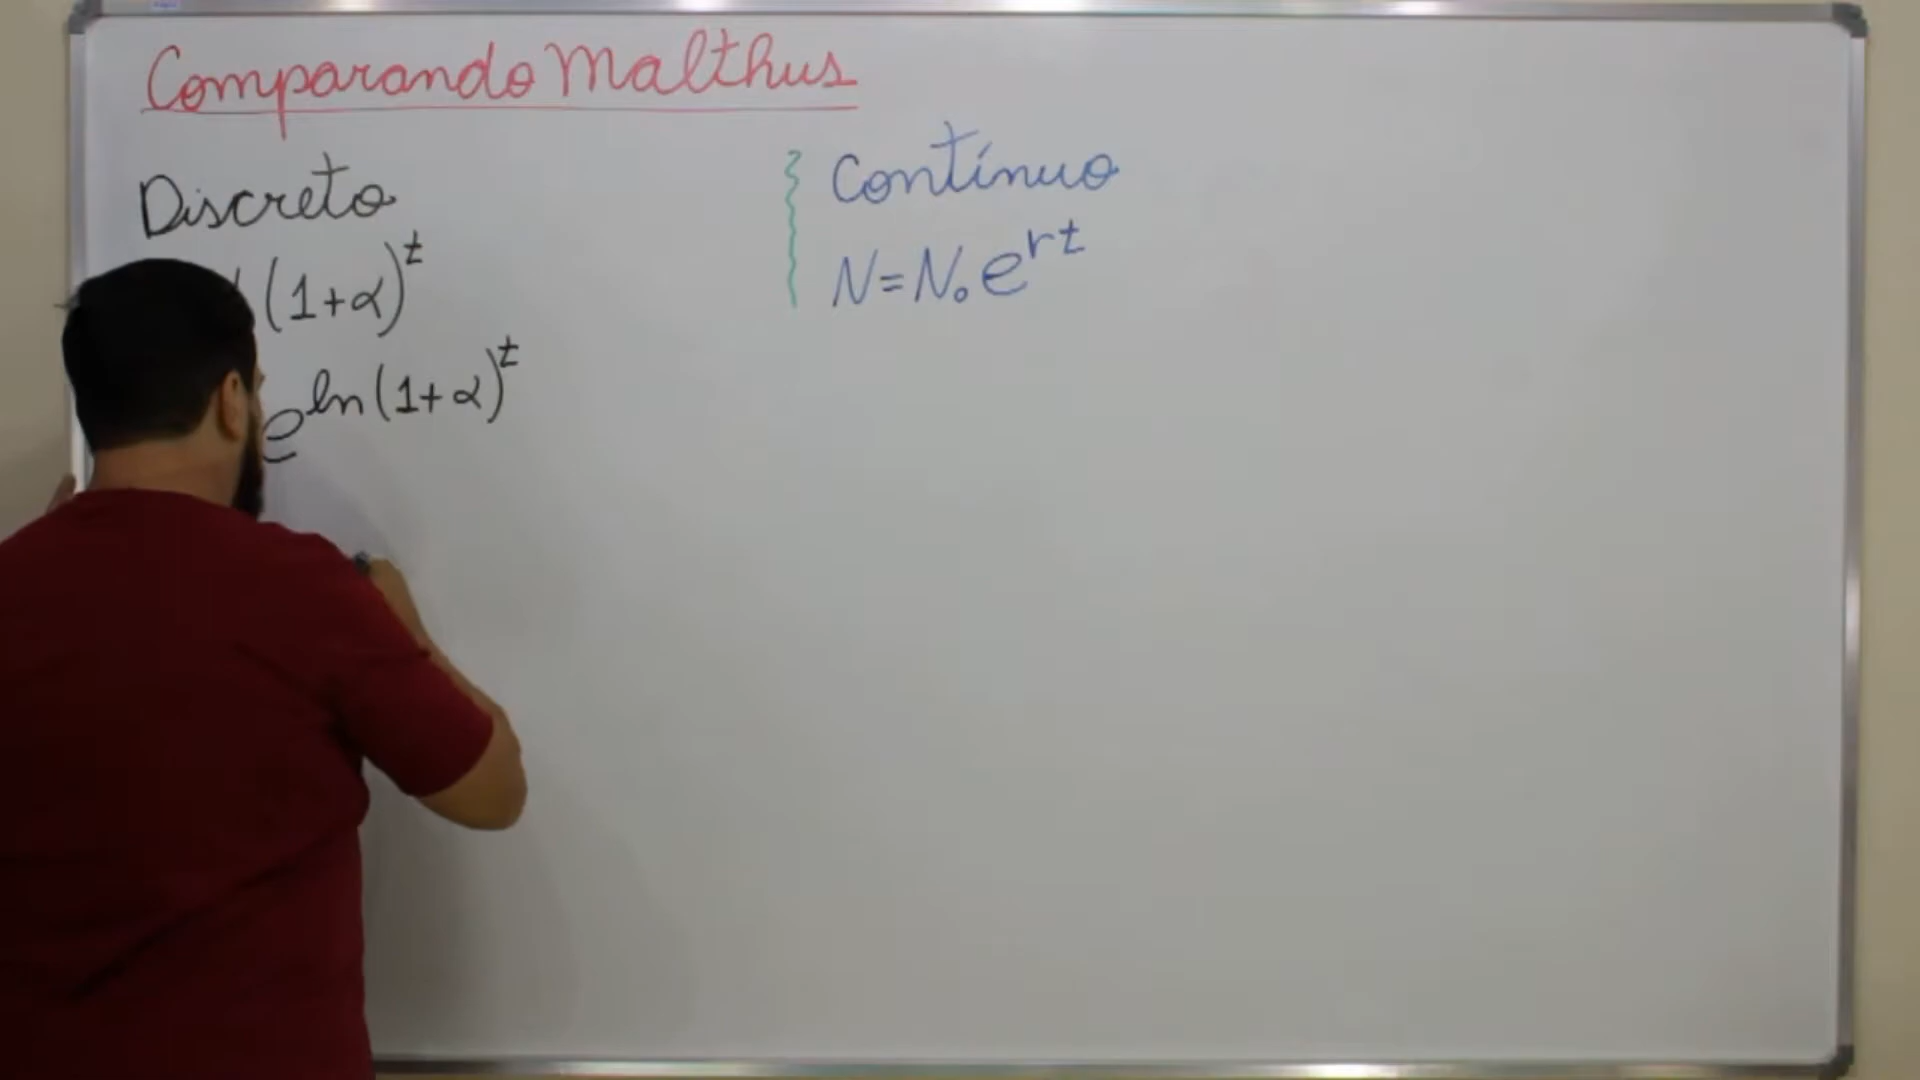 Comparando Malthus
Discreto
(1+α)^t
e^ln(1+α)^t
Contínuo
N=N₀e^rt